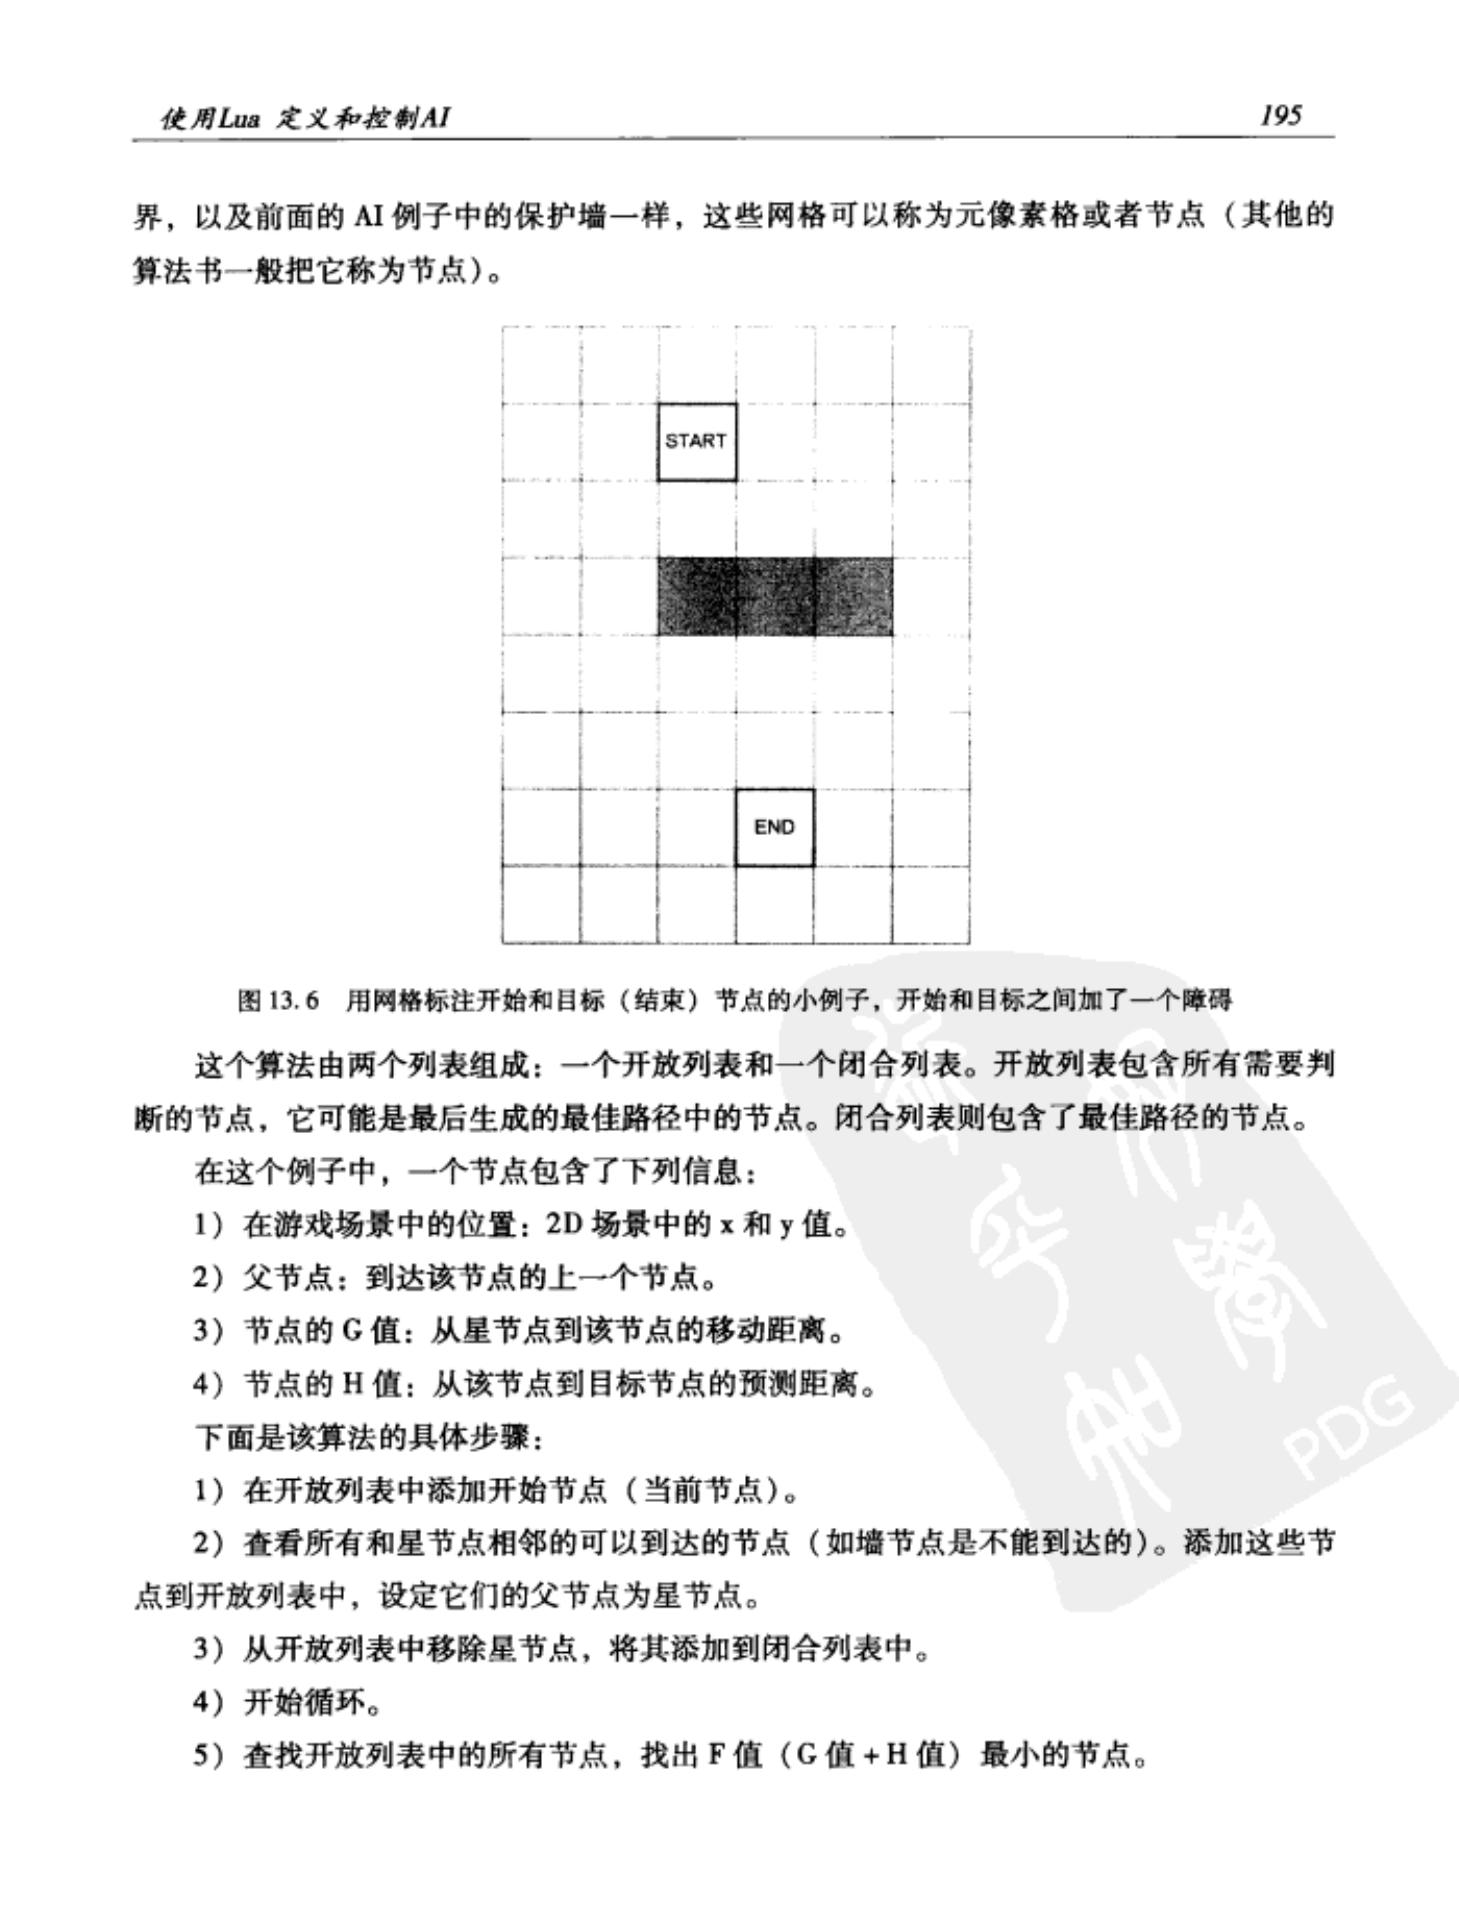 使用Lua 定义和控制AI 195
界，以及前面的 AI 例子中的保护墙一样，这些网格可以称为元像素格或者节点（其他的
算法书一般把它称为节点）。
START
END
图 13.6 用网格标注开始和目标（结束）节点的小例子，开始和目标之间加了一个障碍
这个算法由两个列表组成：一个开放列表和一个闭合列表。开放列表包含所有需要判
断的节点，它可能是最后生成的最佳路径中的节点。闭合列表则包含了最佳路径的节点。
在这个例子中，一个节点包含了下列信息：
1）在游戏场景中的位置：2D 场景中的 x 和 y 值。
2）父节点：到达该节点的上一个节点。
3）节点的 G 值：从星节点到该节点的移动距离。
4）节点的 H 值：从该节点到目标节点的预测距离。
下面是该算法的具体步骤：
1）在开放列表中添加开始节点（当前节点）。
2）查看所有和星节点相邻的可以到达的节点（如墙节点是不能到达的）。添加这些节
点到开放列表中，设定它们的父节点为星节点。
3）从开放列表中移除星节点，将其添加到闭合列表中。
4）开始循环。
5）查找开放列表中的所有节点，找出 F 值（G 值 + H 值）最小的节点。
PDG